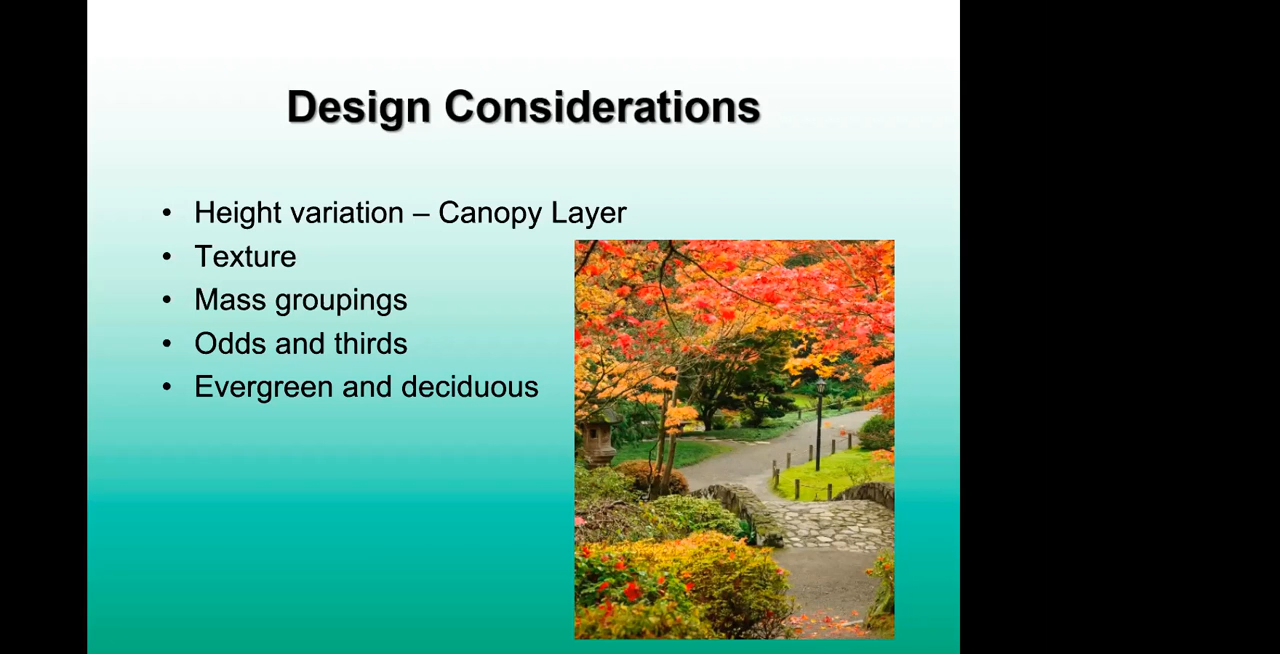 Design Considerations
• Height variation – Canopy Layer
• Texture
• Mass groupings
• Odds and thirds
• Evergreen and deciduous